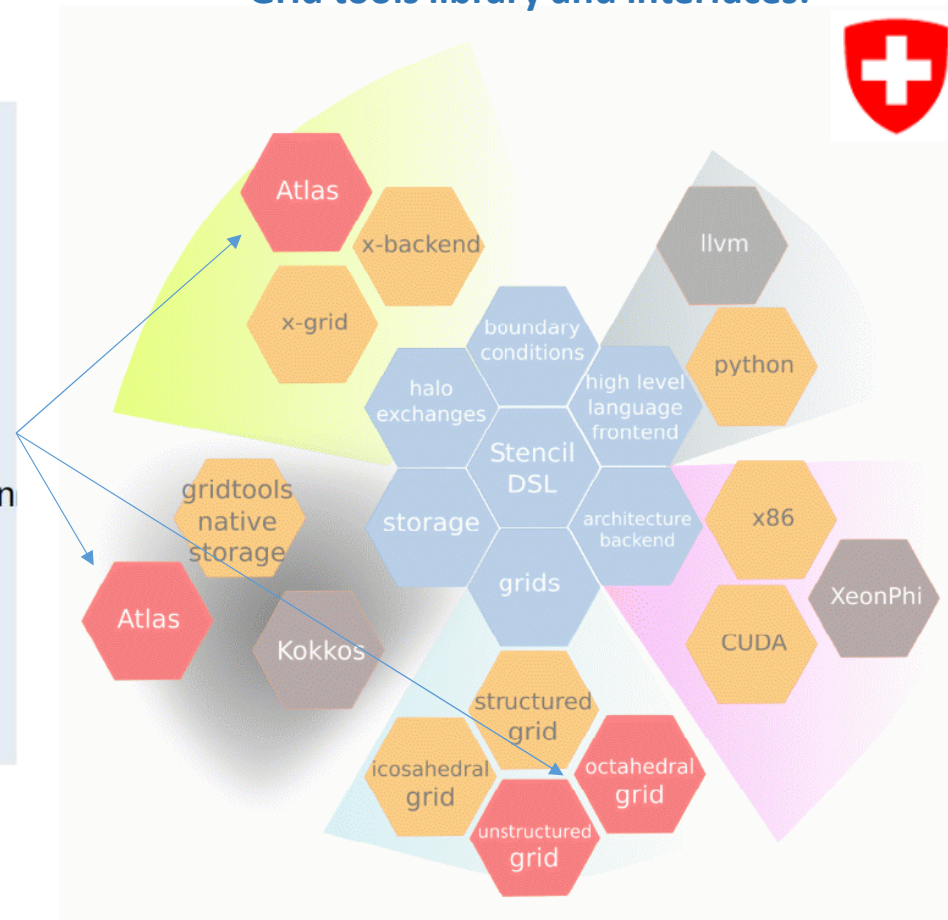 Grid tools library and interfaces:
Atlas
x-backend
x-grid
llvm
python
boundary
conditions
halo
exchanges
high level
language
frontend
Stencil
DSL
storage
architecture
backend
grids
gridtools
native
storage
Atlas
Kokkos
x86
XeonPhi
CUDA
structured
grid
icosahedral
grid
octahedral
grid
unstructured
grid